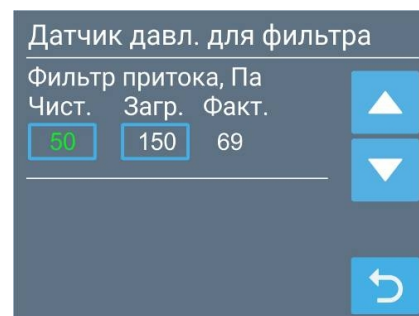 Датчик давл. для фильтра
Фильтр притока, Па
Чист. Загр. Факт.
50 150 69